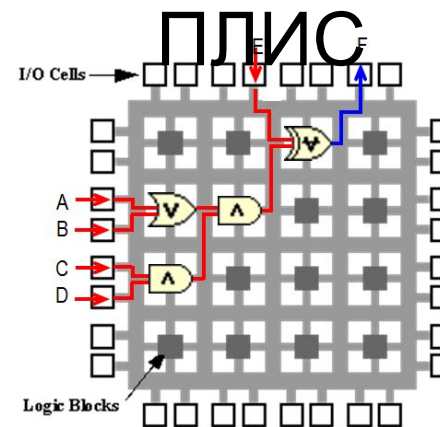 ПЛИС
E
F
I/O Cells
A
V
Λ
∀
B
C
D
Λ
Logic Blocks